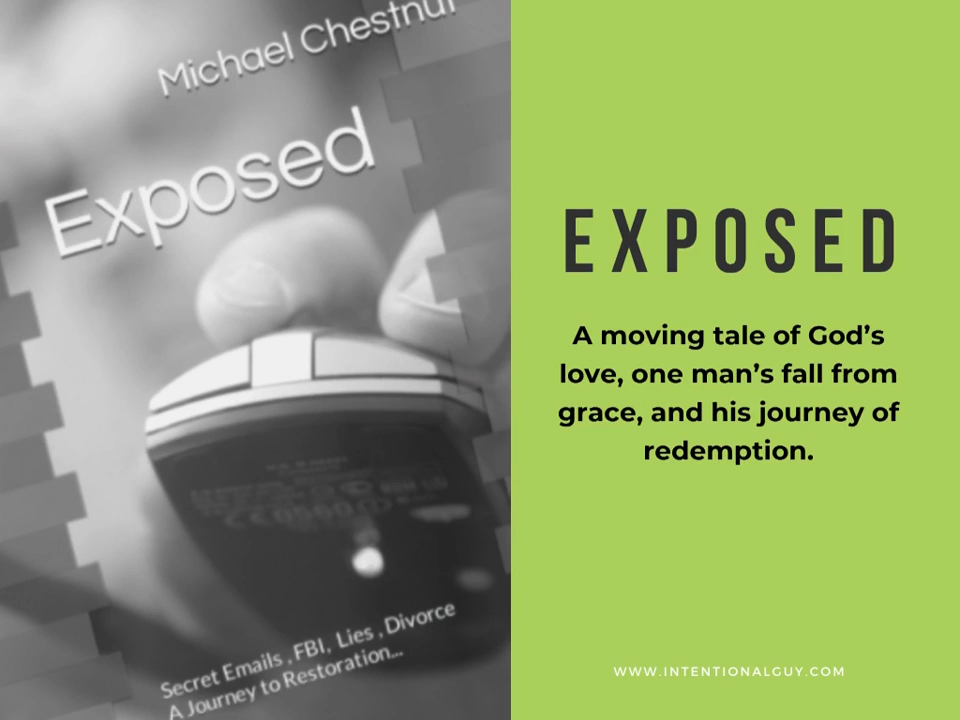 Michael Chestnut
Exposed
Secret Emails , FBI, Lies , Divorce
A Journey to Restoration...
EXPOSED
A moving tale of God’s
love, one man’s fall from
grace, and his journey of
redemption.
WWW.INTENTIONALGUY.COM